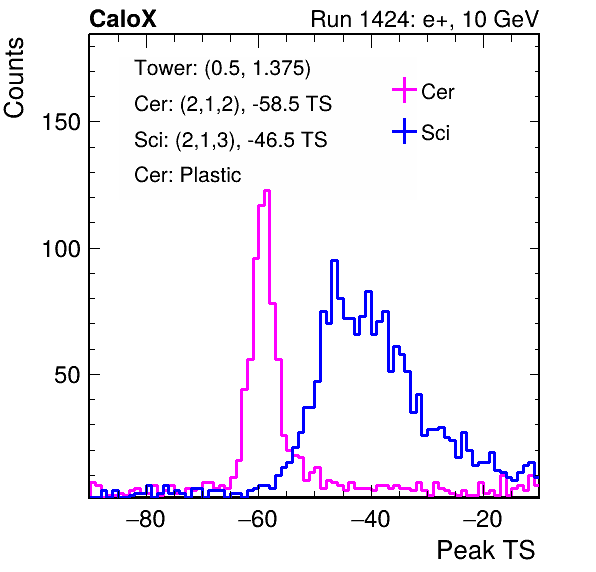 CaloX Run 1424: e+, 10 GeV
Counts
Tower: (0.5, 1.375)
Cer: (2,1,2), -58.5 TS
Sci: (2,1,3), -46.5 TS
Cer: Plastic
Cer
Sci
150
100
50
−80 −60 −40 −20
Peak TS